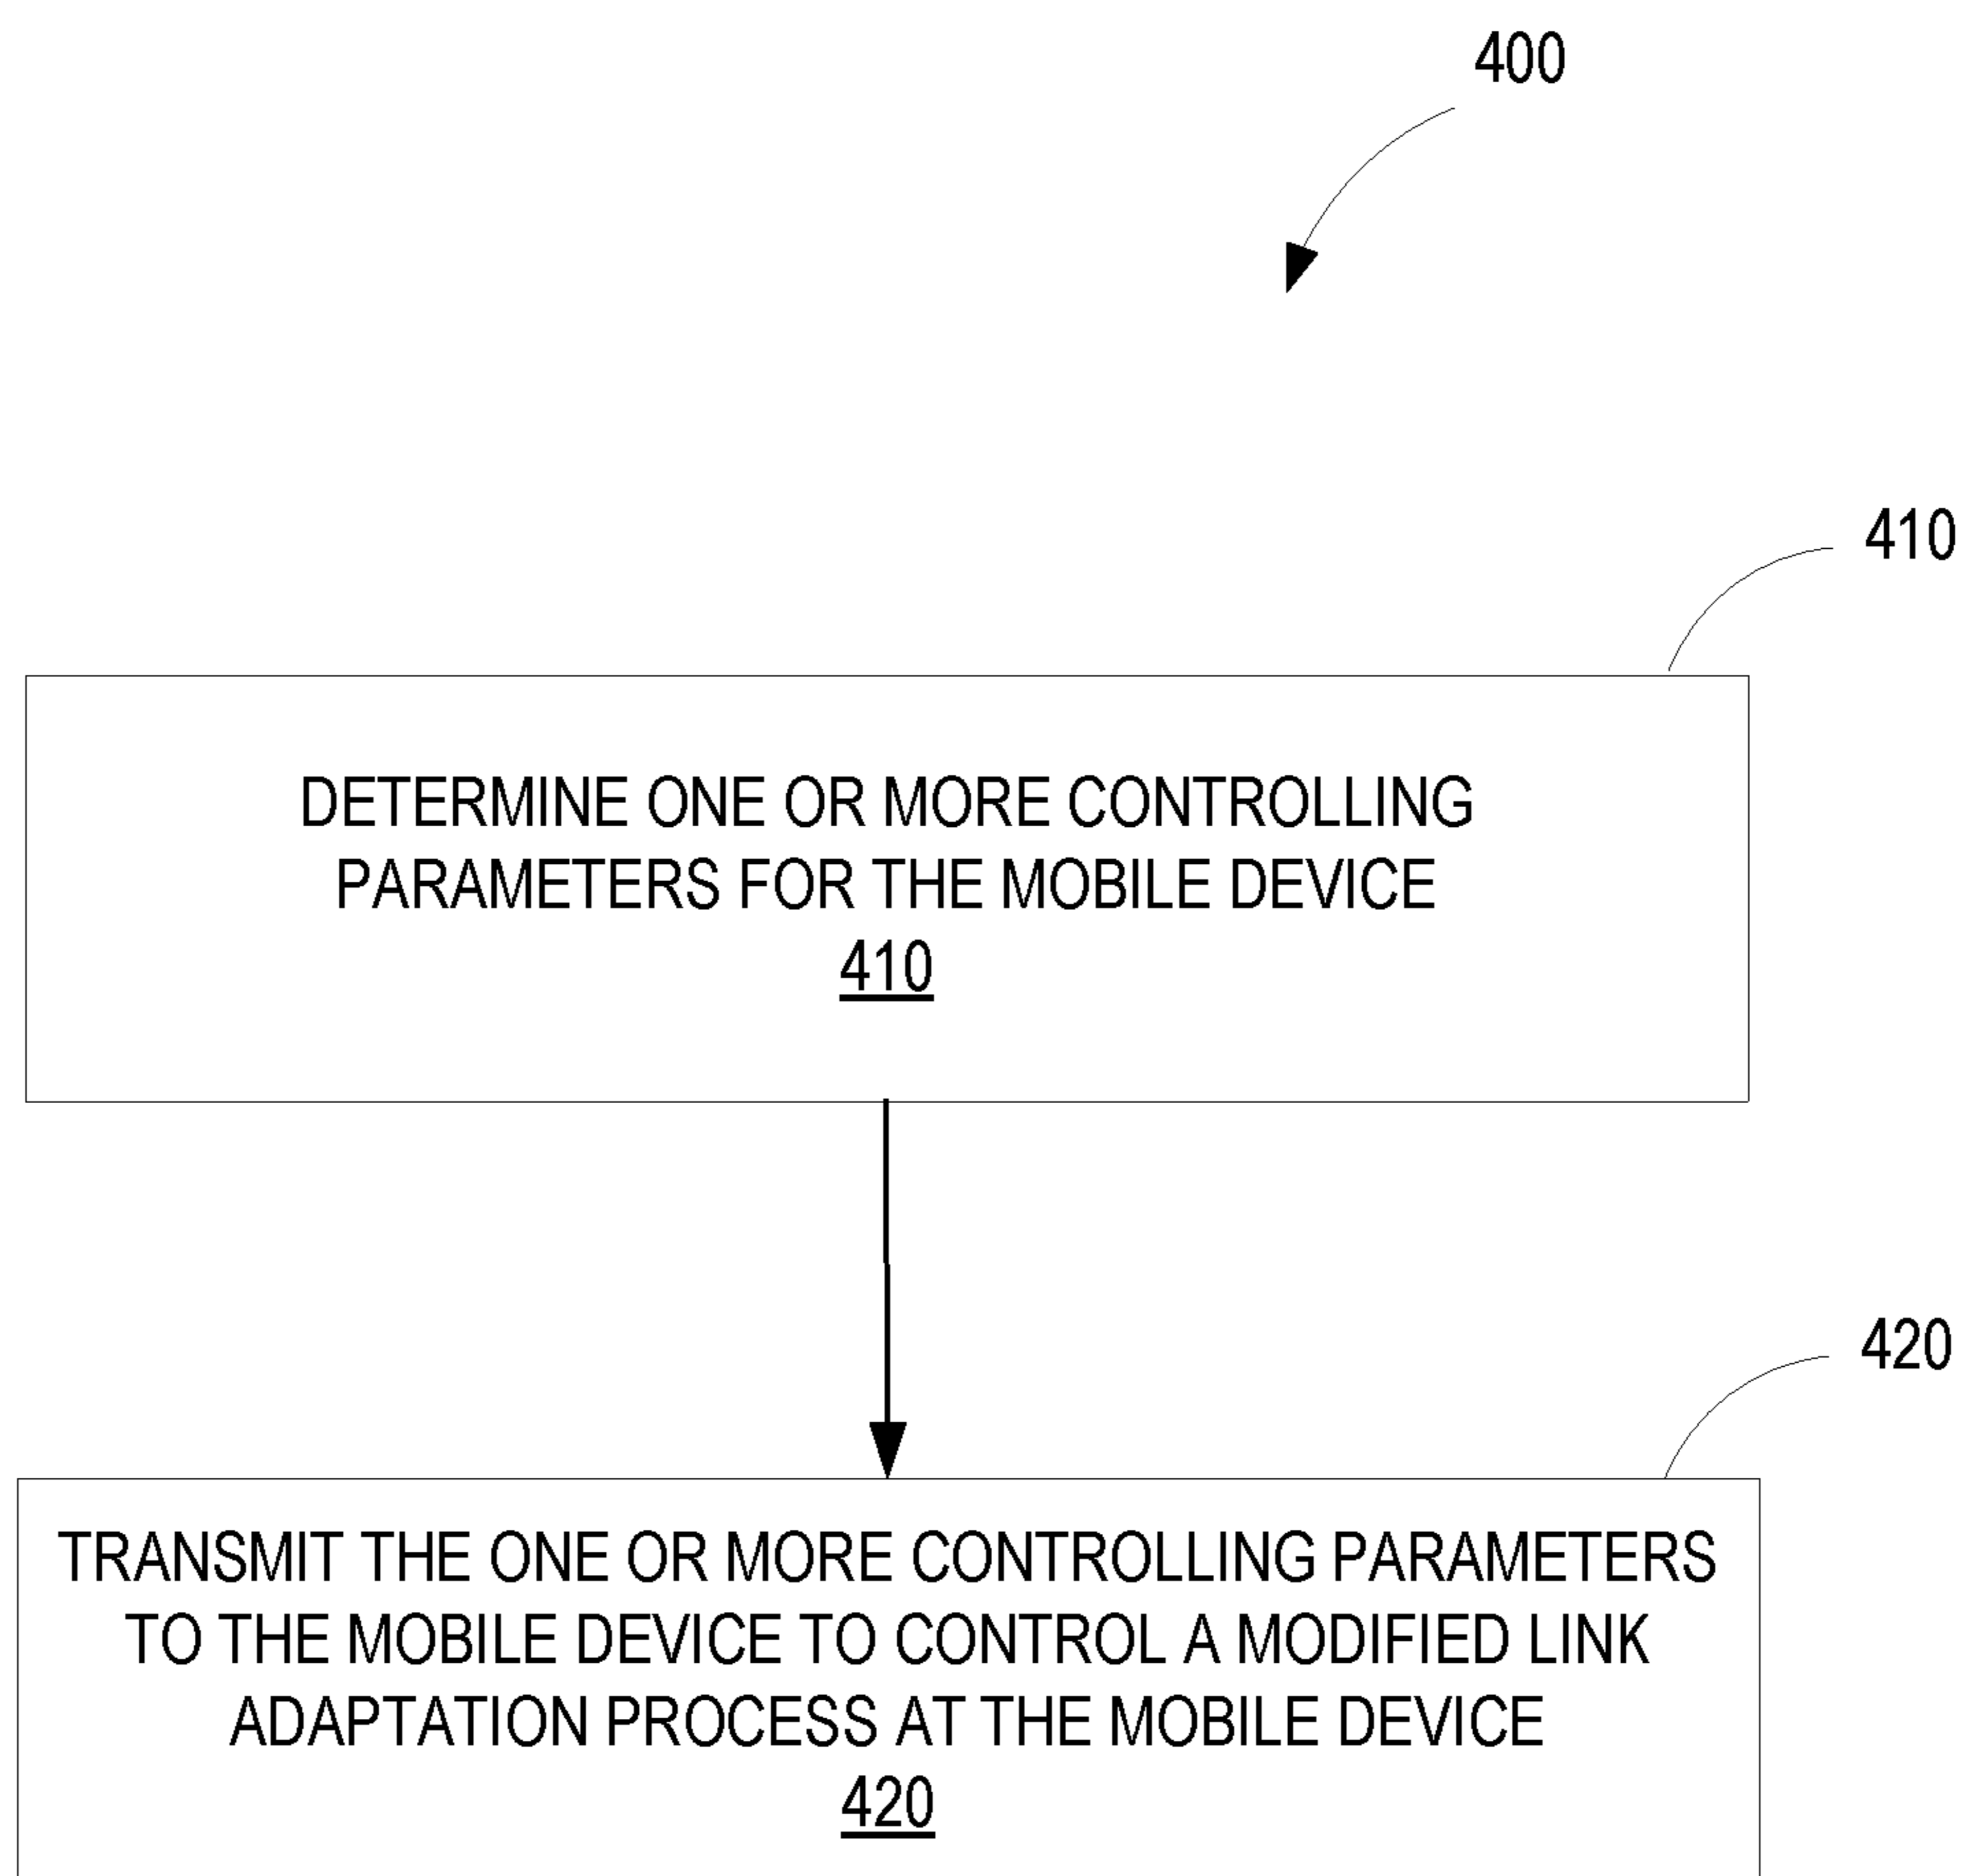 400
410
DETERMINE ONE OR MORE CONTROLLING
PARAMETERS FOR THE MOBILE DEVICE
410
420
TRANSMIT THE ONE OR MORE CONTROLLING PARAMETERS
TO THE MOBILE DEVICE TO CONTROL A MODIFIED LINK
ADAPTATION PROCESS AT THE MOBILE DEVICE
420